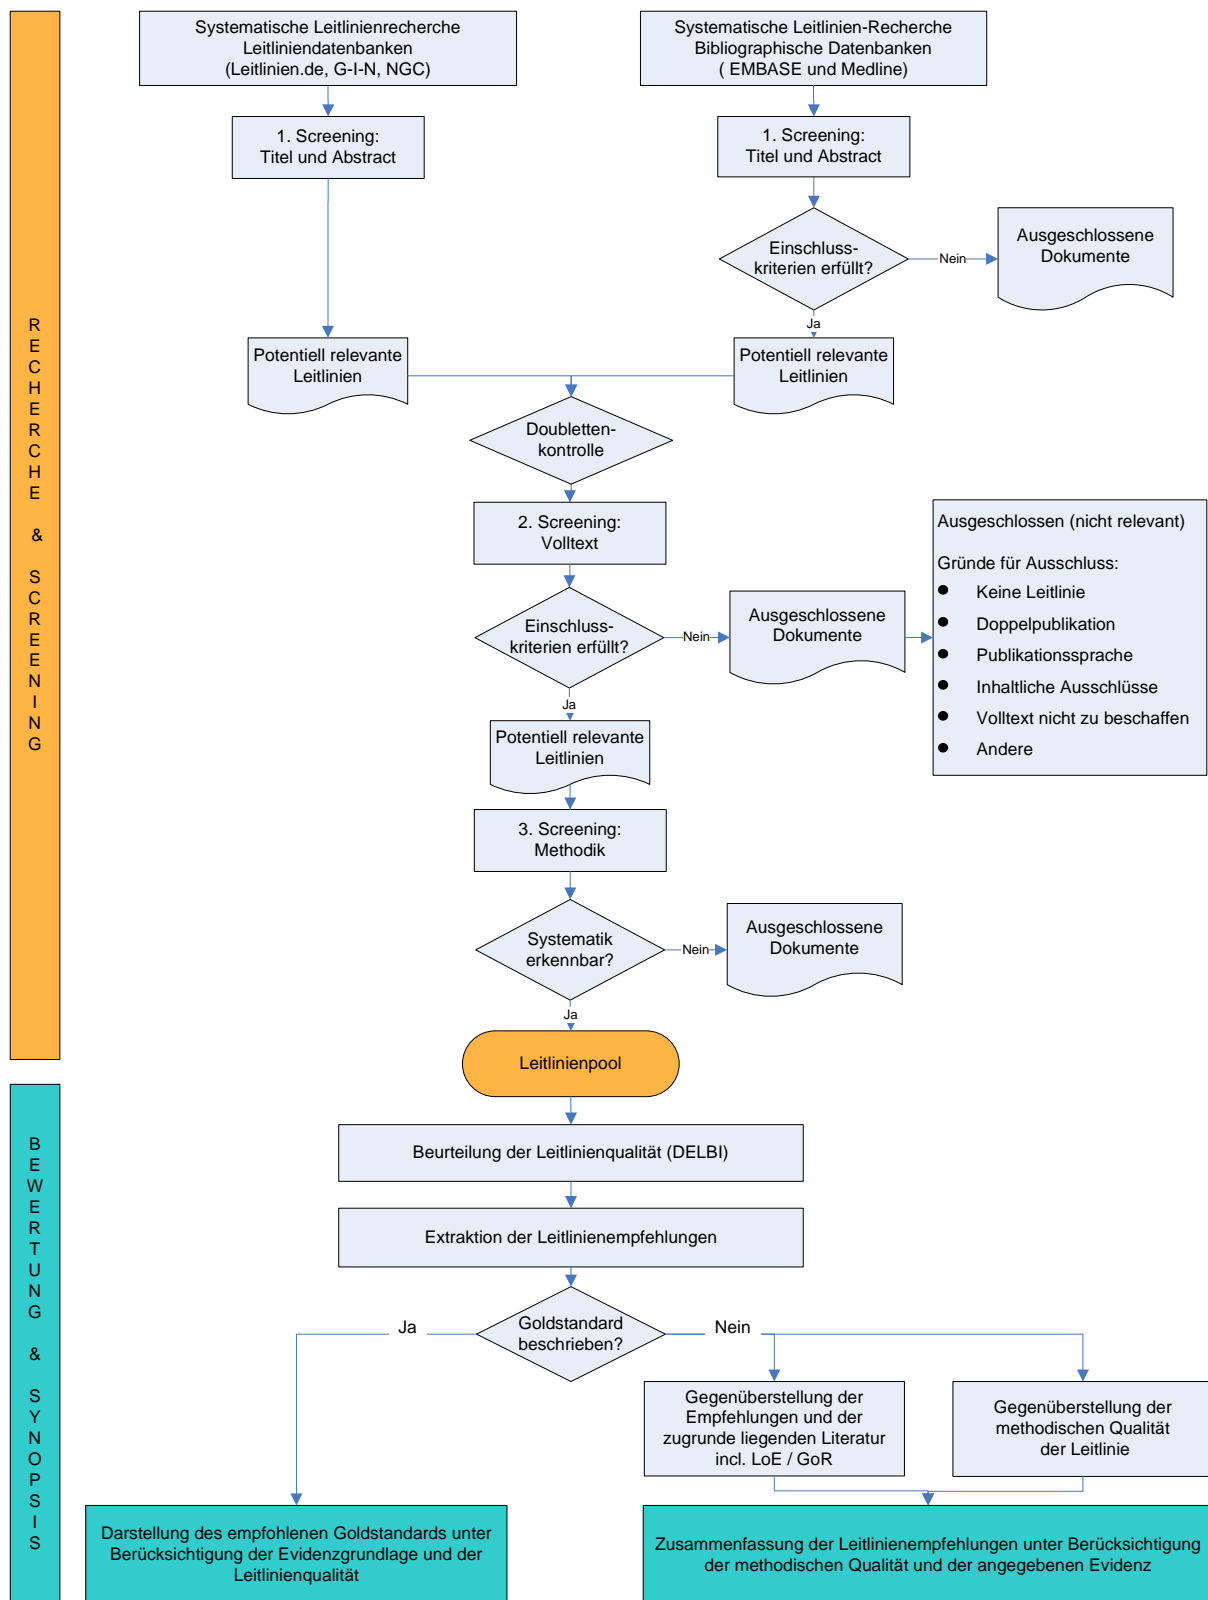 Systematische Leitlinienrecherche
Leitliniendatenbanken
(Leitlinien.de, G-I-N, NGC)
Systematische Leitlinien-Recherche
Bibliographische Datenbanken
( EMBASE und Medline)
1. Screening:
Titel und Abstract
1. Screening:
Titel und Abstract
Einschluss-
kriterien erfüllt?
Nein
Ausgeschlossene
Dokumente
Ja
Potentiell relevante
Leitlinien
Potentiell relevante
Leitlinien
Doubletten-
kontrolle
2. Screening:
Volltext
Einschluss-
kriterien erfüllt?
Nein
Ausgeschlossene
Dokumente
Ausgeschlossen (nicht relevant)
Gründe für Ausschluss:
● Keine Leitlinie
● Doppelpublikation
● Publikationssprache
● Inhaltliche Ausschlüsse
● Volltext nicht zu beschaffen
● Andere
Ja
Potentiell relevante
Leitlinien
3. Screening:
Methodik
Systematik
erkennbar?
Nein
Ausgeschlossene
Dokumente
Ja
Leitlinienpool
RECHERCHE & SCREENING
Beurteilung der Leitlinienqualität (DELBI)
Extraktion der Leitlinienempfehlungen
Goldstandard
beschrieben?
Ja
Nein
Gegenüberstellung der
Empfehlungen und der
zugrunde liegenden Literatur
incl. LoE / GoR
Gegenüberstellung der
methodischen Qualität
der Leitlinie
Darstellung des empfohlenen Goldstandards unter
Berücksichtigung der Evidenzgrundlage und der
Leitlinienqualität
Zusammenfassung der Leitlinienempfehlungen unter Berücksichtigung
der methodischen Qualität und der angegebenen Evidenz
BEWERTUNG & SYNOPSIS